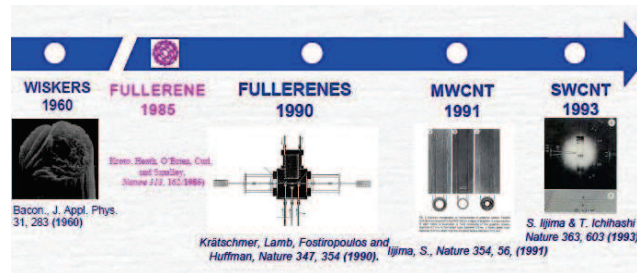 WISKERS
1960
FULLERENE
1985
FULLERENES
1990
MWCNT
1991
SWCNT
1993
Kroto, Heath, O'Brien, Curl,
and Smalley,
Nature 318, 162(1985)
Bacon., J. Appl. Phys.
31, 283 (1960)
Krätschmer, Lamb, Fostiropoulos and
Huffman, Nature 347, 354 (1990).
Iijima, S., Nature 354, 56, (1991)
S. Iijima & T. Ichihashi
Nature 363, 603 (1993)